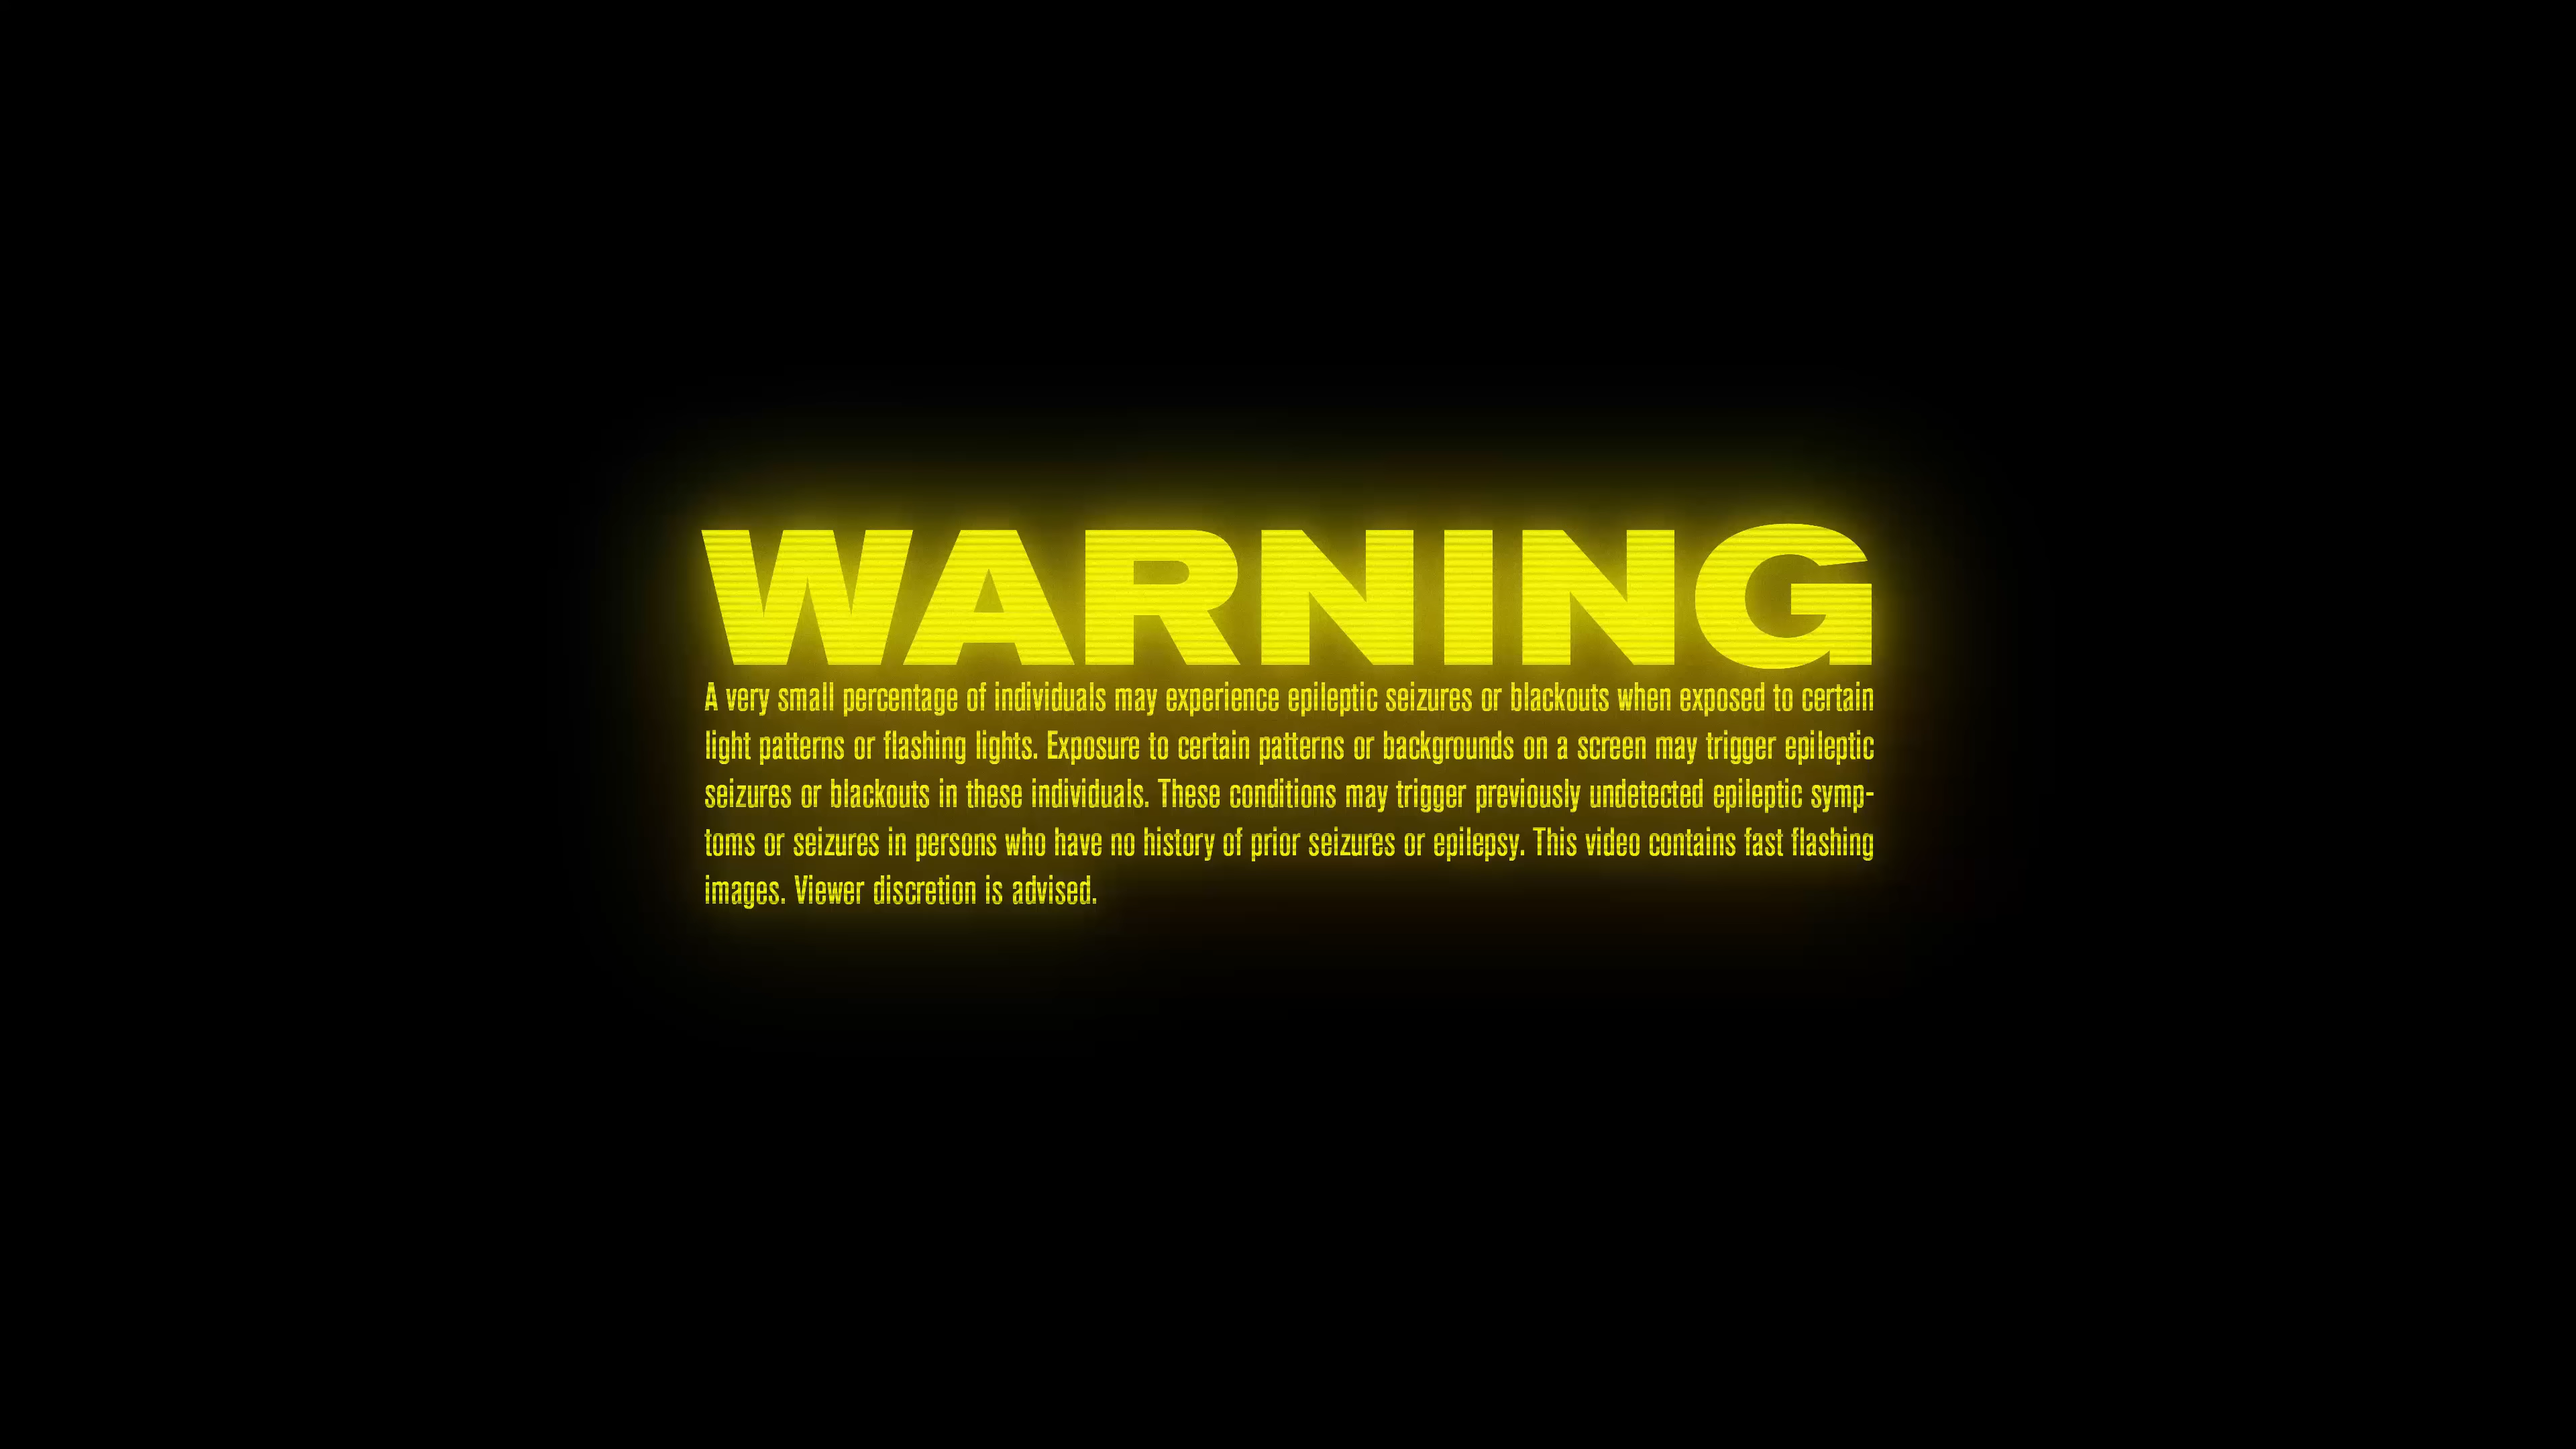 WARNING
A very small percentage of individuals may experience epileptic seizures or blackouts when exposed to certain
light patterns or flashing lights. Exposure to certain patterns or backgrounds on a screen may trigger epileptic
seizures or blackouts in these individuals. These conditions may trigger previously undetected epileptic symp-
toms or seizures in persons who have no history of prior seizures or epilepsy. This video contains fast flashing
images. Viewer discretion is advised.